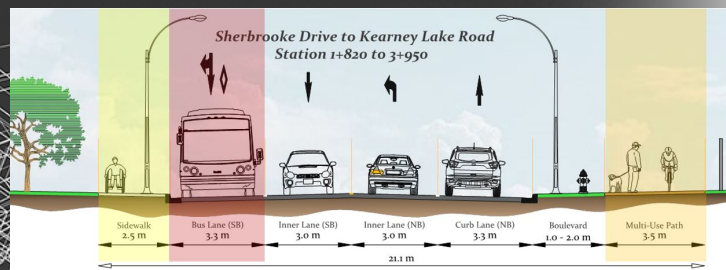 Sherbrooke Drive to Kearney Lake Road
Station 1+820 to 3+950
Sidewalk
2.5 m
Bus Lane (SB)
3.3 m
Inner Lane (SB)
3.0 m
Inner Lane (NB)
3.0 m
Curb Lane (NB)
3.3 m
Boulevard
1.0 - 2.0 m
Multi-Use Path
3.5 m
21.1 m